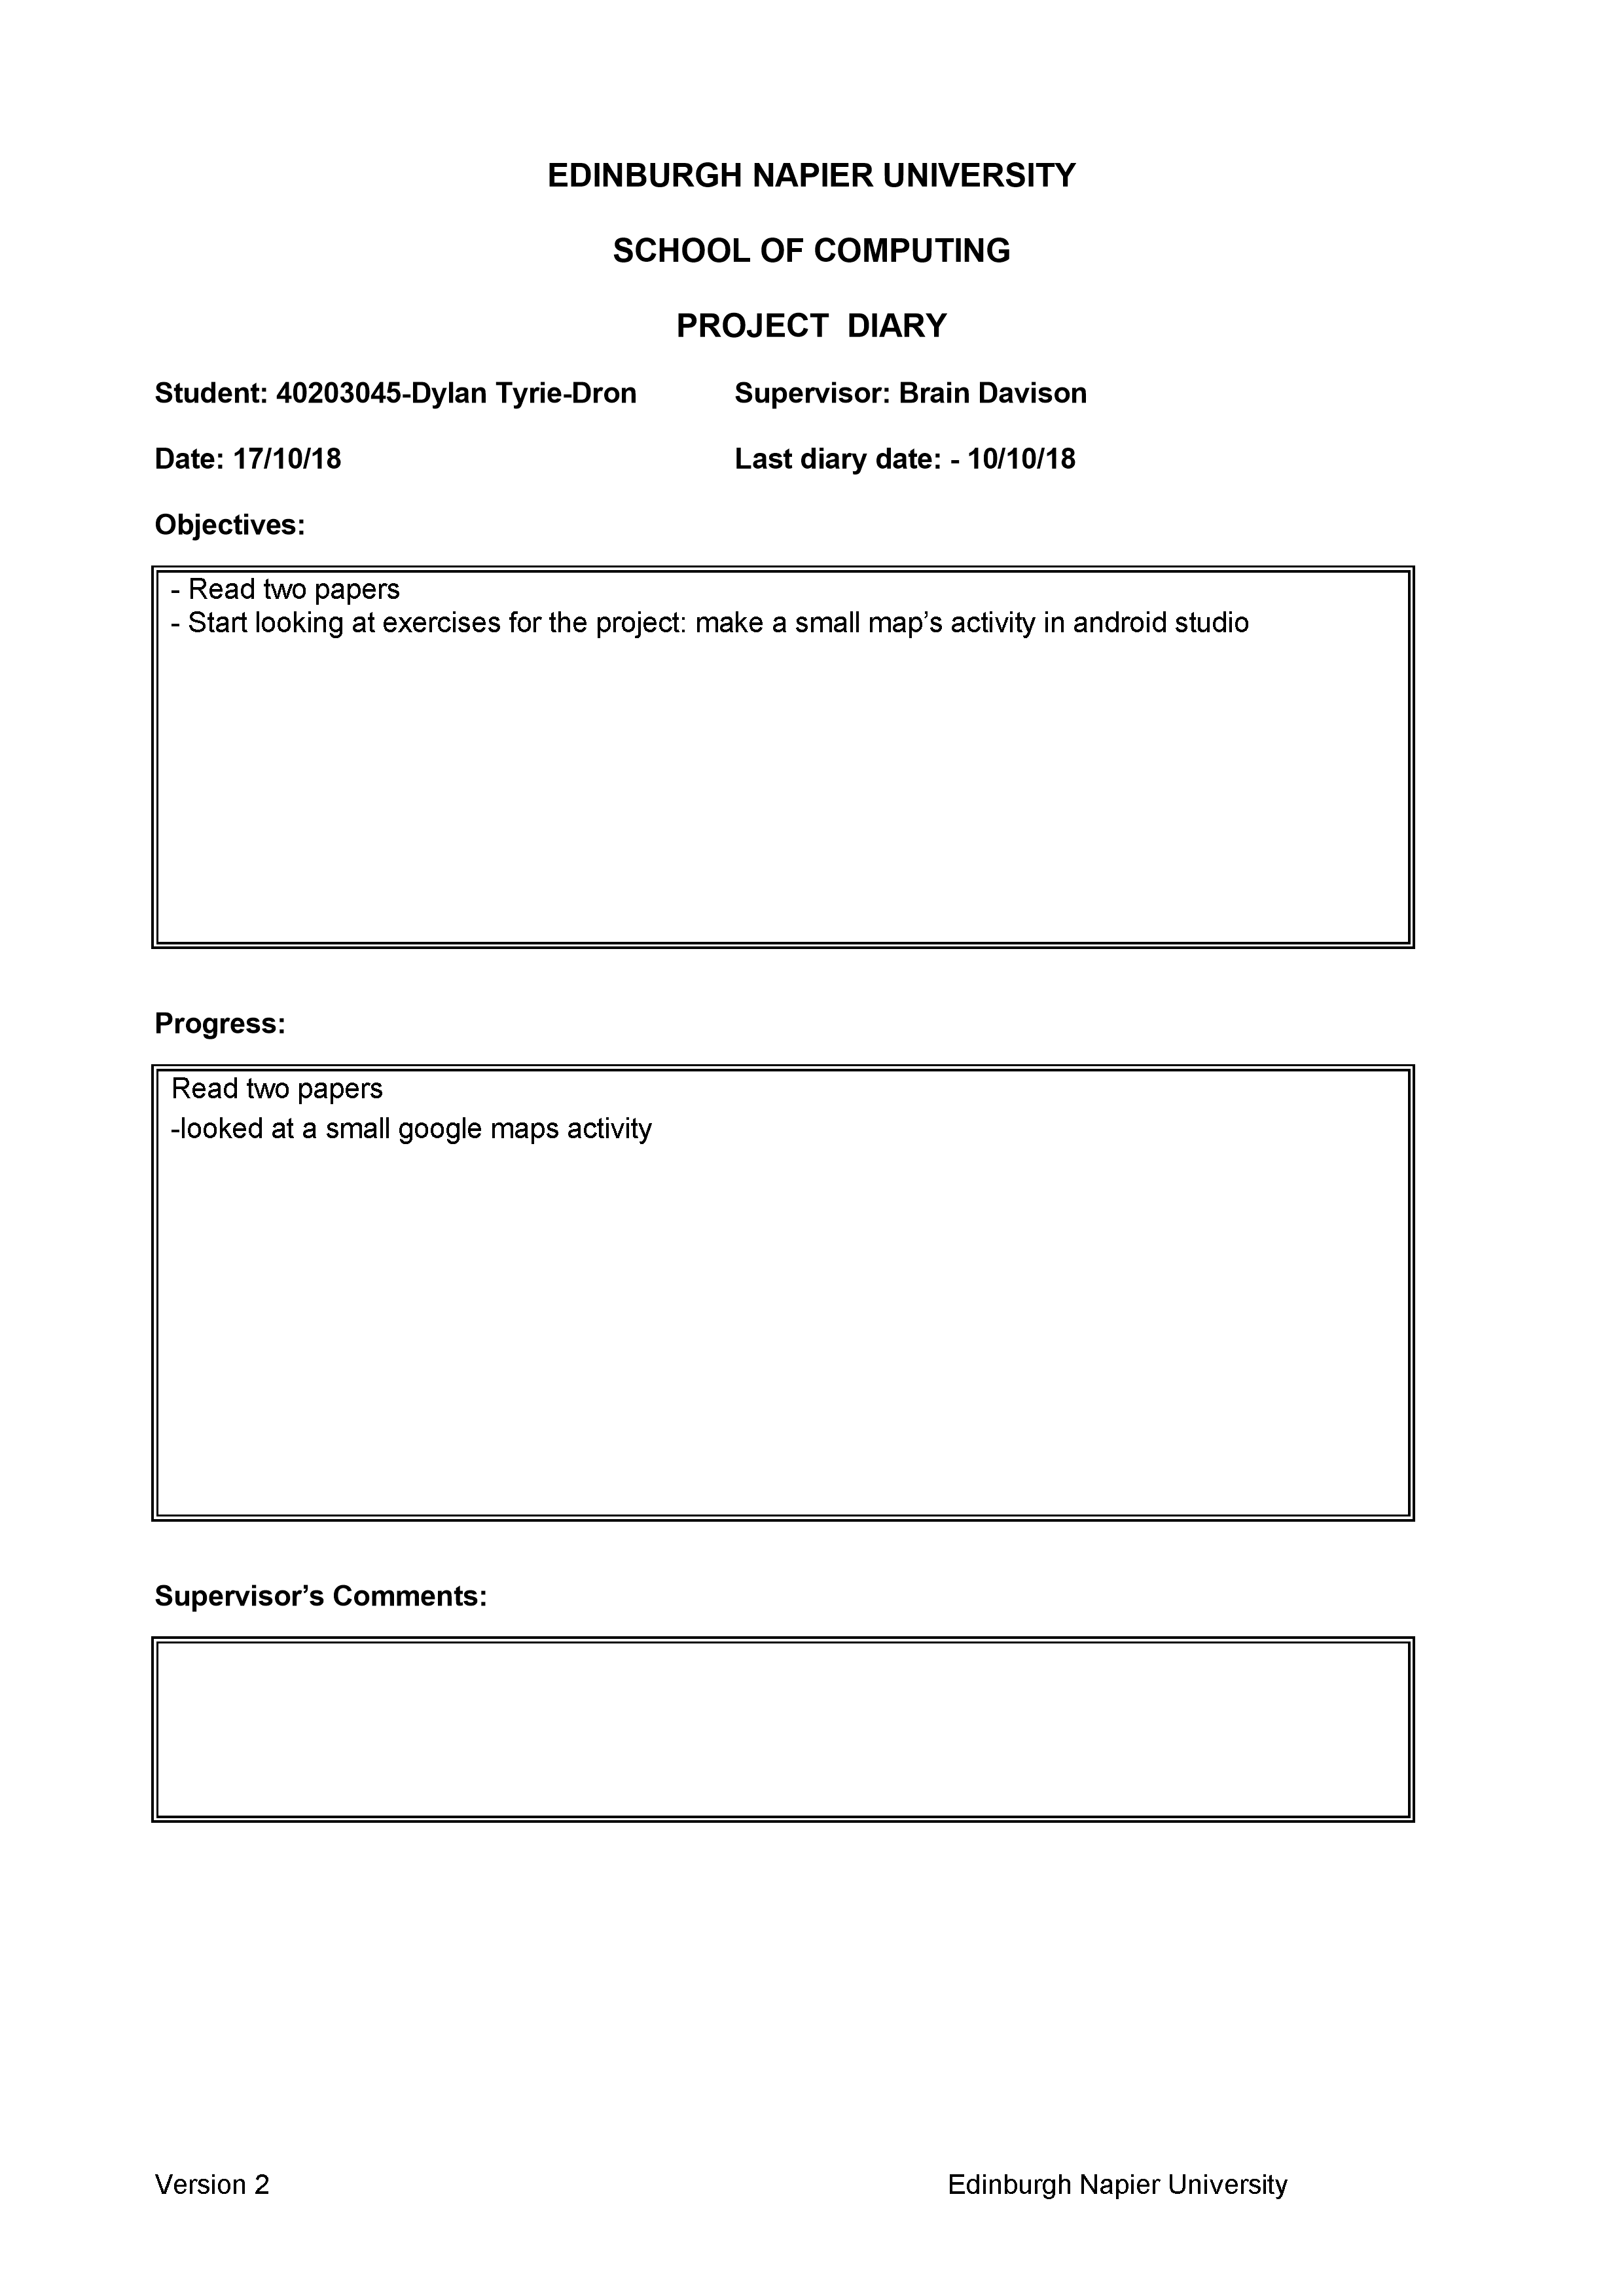 EDINBURGH NAPIER UNIVERSITY
SCHOOL OF COMPUTING
PROJECT  DIARY
Student: 40203045-Dylan Tyrie-Dron Supervisor: Brain Davison
Date: 17/10/18 Last diary date: - 10/10/18
Objectives:
- Read two papers
- Start looking at exercises for the project: make a small map’s activity in android studio
Progress:
Read two papers
-looked at a small google maps activity
Supervisor’s Comments:
Version 2 Edinburgh Napier University